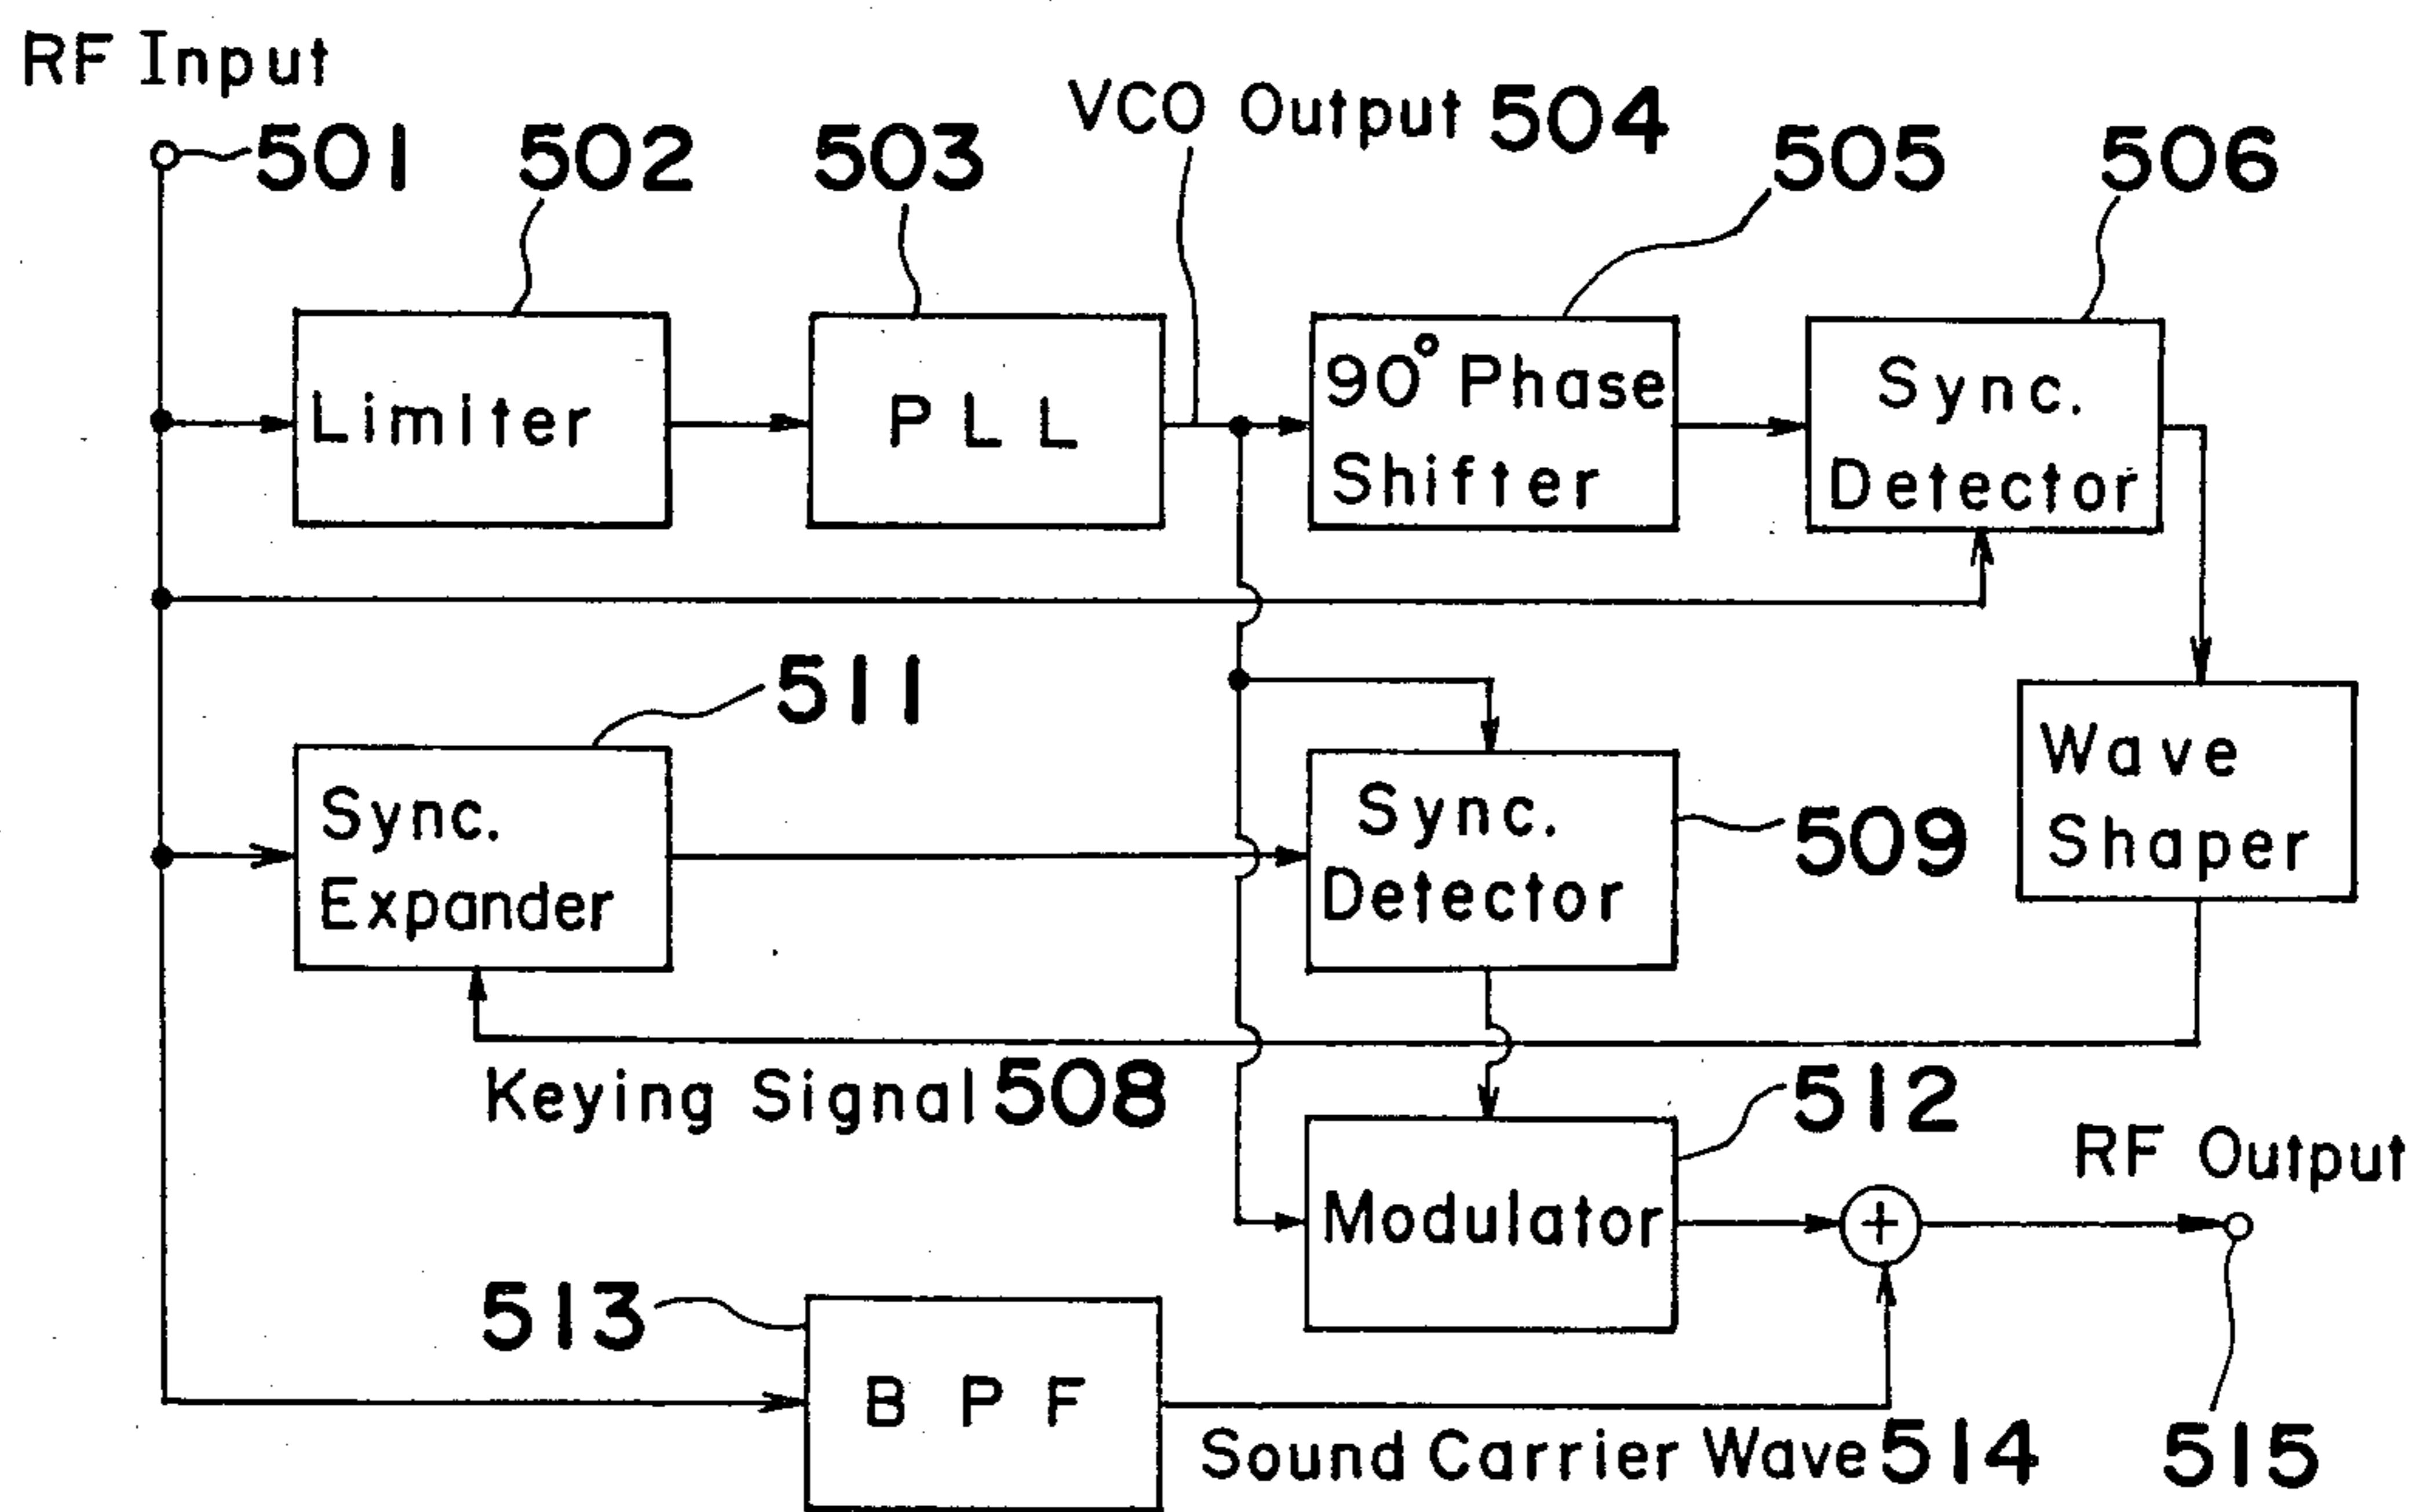 RF Input
501
502
503
VCO Output 504
505
506
Limiter
PLL
90° Phase
Shifter
Sync.
Detector
511
Sync.
Expander
Sync.
Detector
509
Wave
Shaper
Keying Signal 508
512
RF Output
Modulator
+
513
BPF
Sound Carrier Wave 514
515